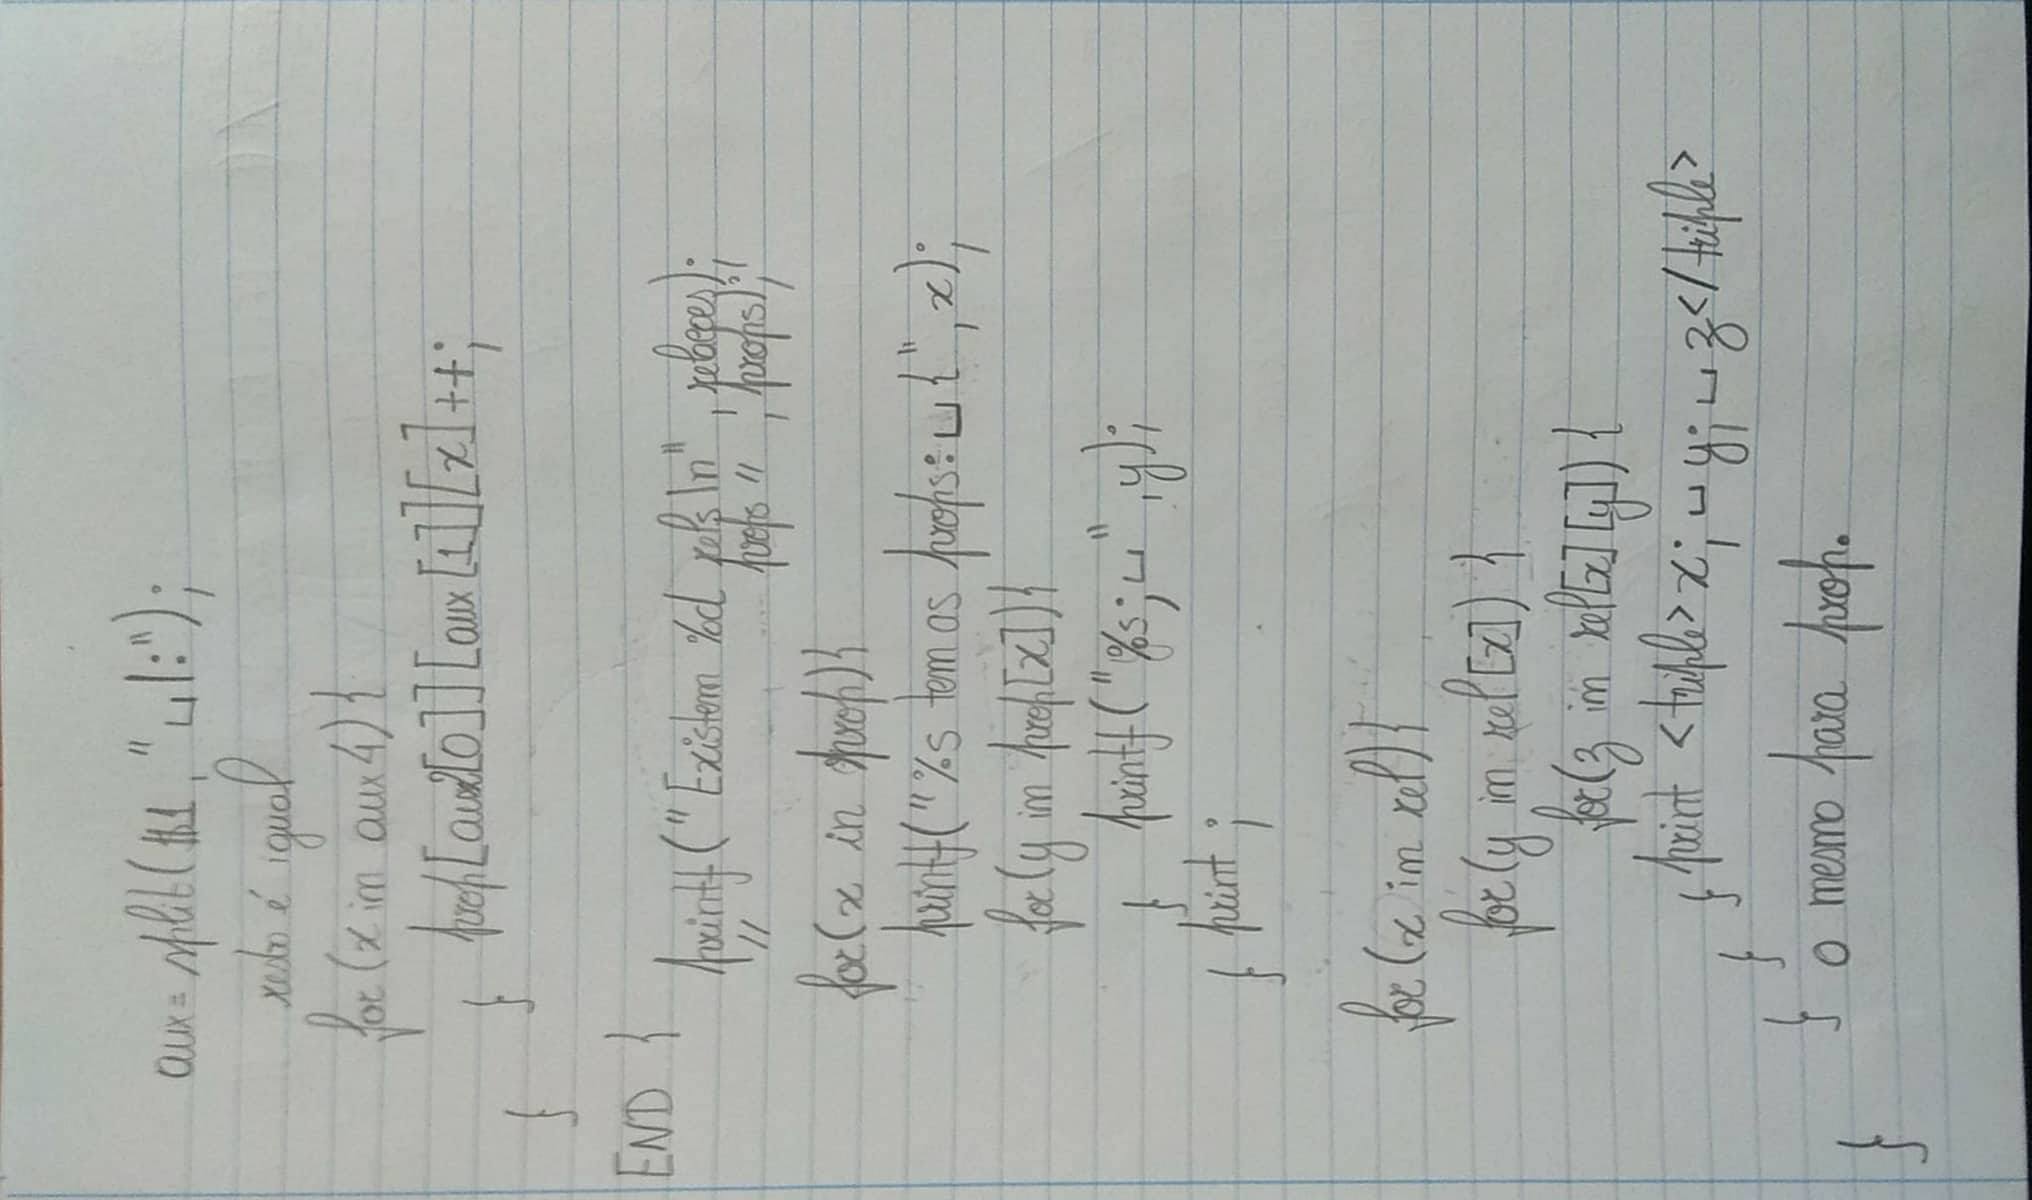 aux = split($1, "␣|:");
resto é igual
for (x in aux4) {
prop[aux2[0]][aux[1]][x]++;
}
}
END {
printf("Existem %d rels \n", relacoes);
// props // , props);
for (x in prop) {
printf("%s tem as props:␣{", x);
for (y in prop[x]) {
printf("%s;␣", y);
}
} print ;
for (x in rel) {
for (y in rel[x]) {
for (z in rel[x][y]) {
} print <triple> x;␣y;␣z </triple>
}
} o mesmo para prop.
}